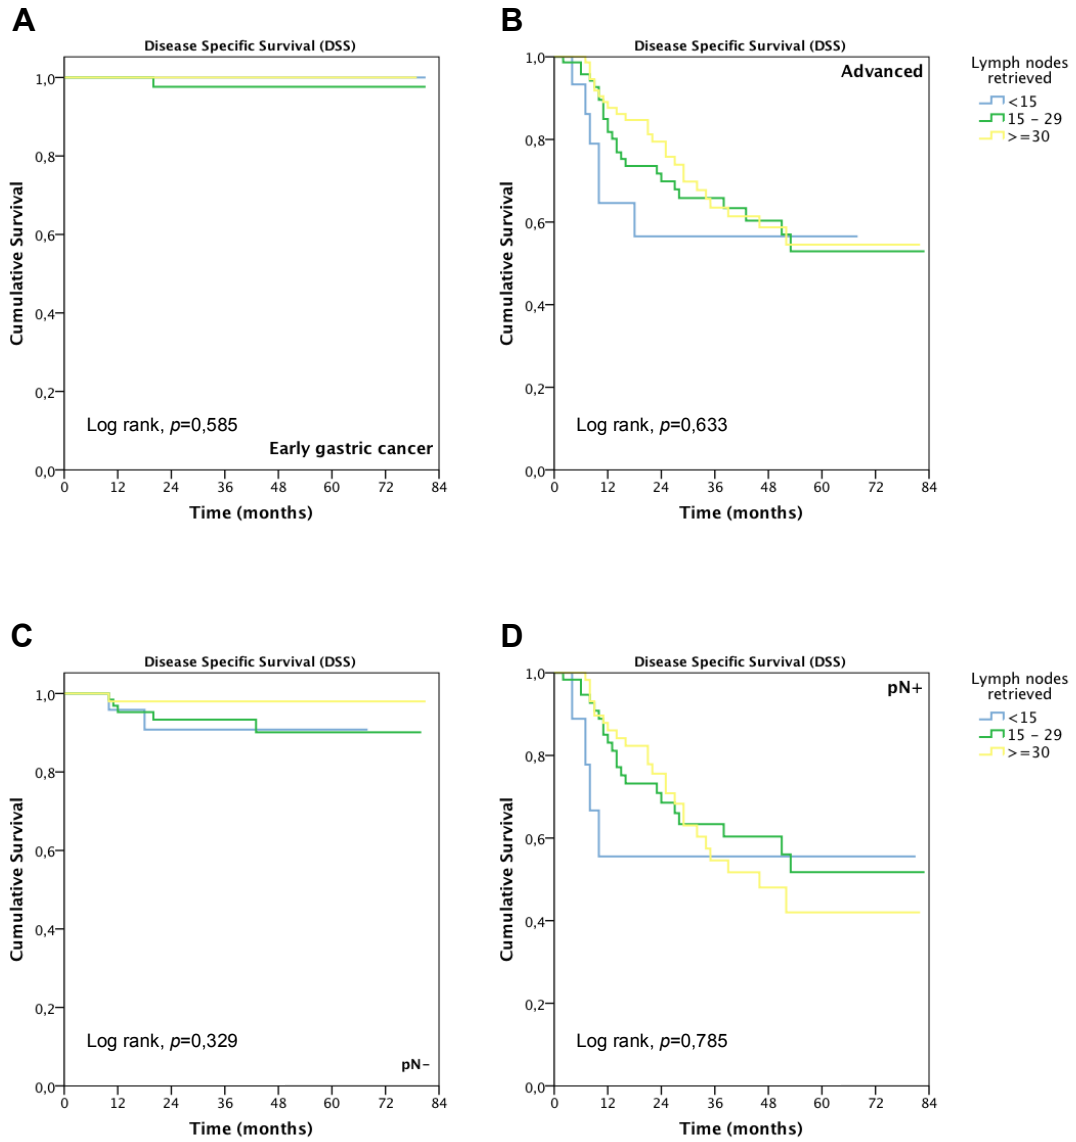 A
B
Disease Specific Survival (DSS)
Disease Specific Survival (DSS)
Lymph nodes
retrieved
<15
15 – 29
>=30
Advanced
1,0
0,8
0,6
0,4
0,2
0,0
Cumulative Survival
Log rank, p=0,585
Early gastric cancer
0 12 24 36 48 60 72 84
Time (months)
1,0
0,8
0,6
0,4
0,2
0,0
Cumulative Survival
Log rank, p=0,633
0 12 24 36 48 60 72 84
Time (months)
C
D
Disease Specific Survival (DSS)
Disease Specific Survival (DSS)
Lymph nodes
retrieved
<15
15 – 29
>=30
pN+
1,0
0,8
0,6
0,4
0,2
0,0
Cumulative Survival
Log rank, p=0,329
pN–
0 12 24 36 48 60 72 84
Time (months)
1,0
0,8
0,6
0,4
0,2
0,0
Cumulative Survival
Log rank, p=0,785
0 12 24 36 48 60 72 84
Time (months)